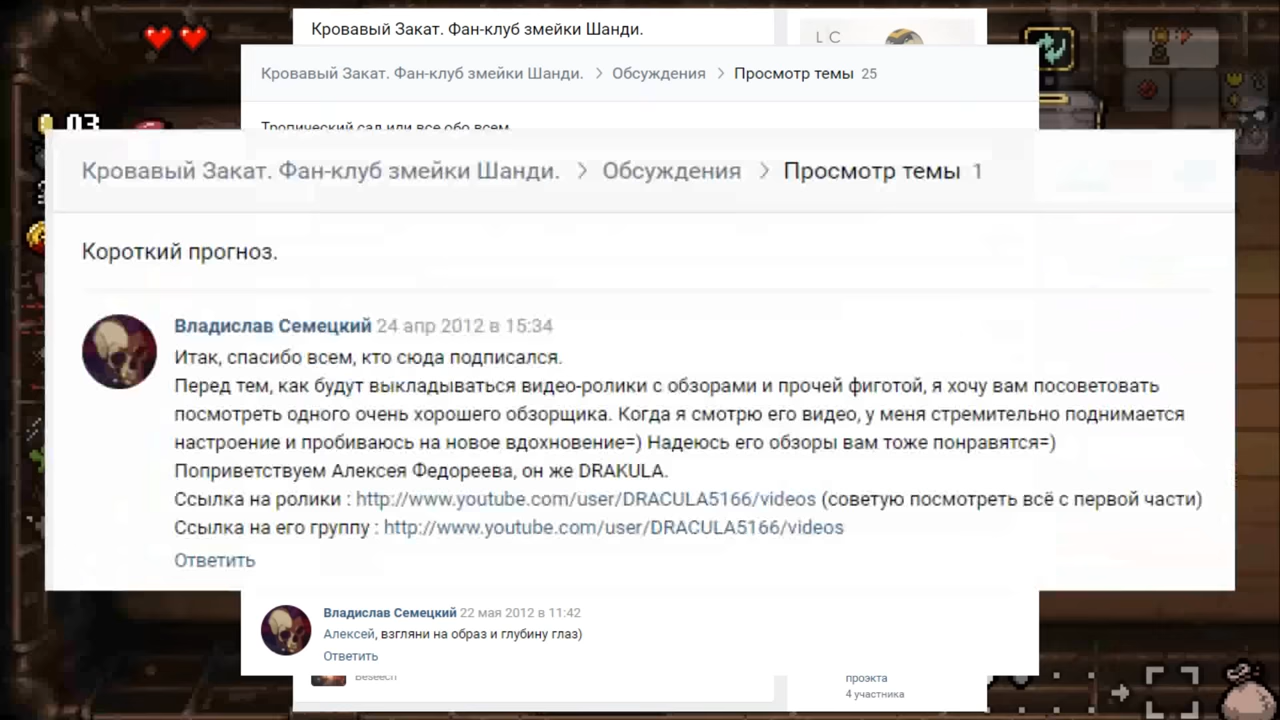 Кровавый Закат. Фан-клуб змейки Шанди.
L C
Кровавый Закат. Фан-клуб змейки Шанди. > Обсуждения > Просмотр темы 25
03
Тропический сад или все обо всем.
Кровавый Закат. Фан-клуб змейки Шанди. > Обсуждения > Просмотр темы 1
Короткий прогноз.
Владислав Семецкий 24 апр 2012 в 15:34
Итак, спасибо всем, кто сюда подписался.
Перед тем, как будут выкладываться видео-ролики с обзорами и прочей фиготой, я хочу вам посоветовать
посмотреть одного очень хорошего обзорщика. Когда я смотрю его видео, у меня стремительно поднимается
настроение и пробиваюсь на новое вдохновение=) Надеюсь его обзоры вам тоже понравятся=)
Поприветствуем Алексея Федореева, он же DRAKULA.
Ссылка на ролики : http://www.youtube.com/user/DRACULA5166/videos (советую посмотреть всё с первой части)
Ссылка на его группу : http://www.youtube.com/user/DRACULA5166/videos
Ответить
Владислав Семецкий 22 мая 2012 в 11:42
Алексей, взгляни на образ и глубину глаз)
Ответить
Beseech
проэкта
4 участника